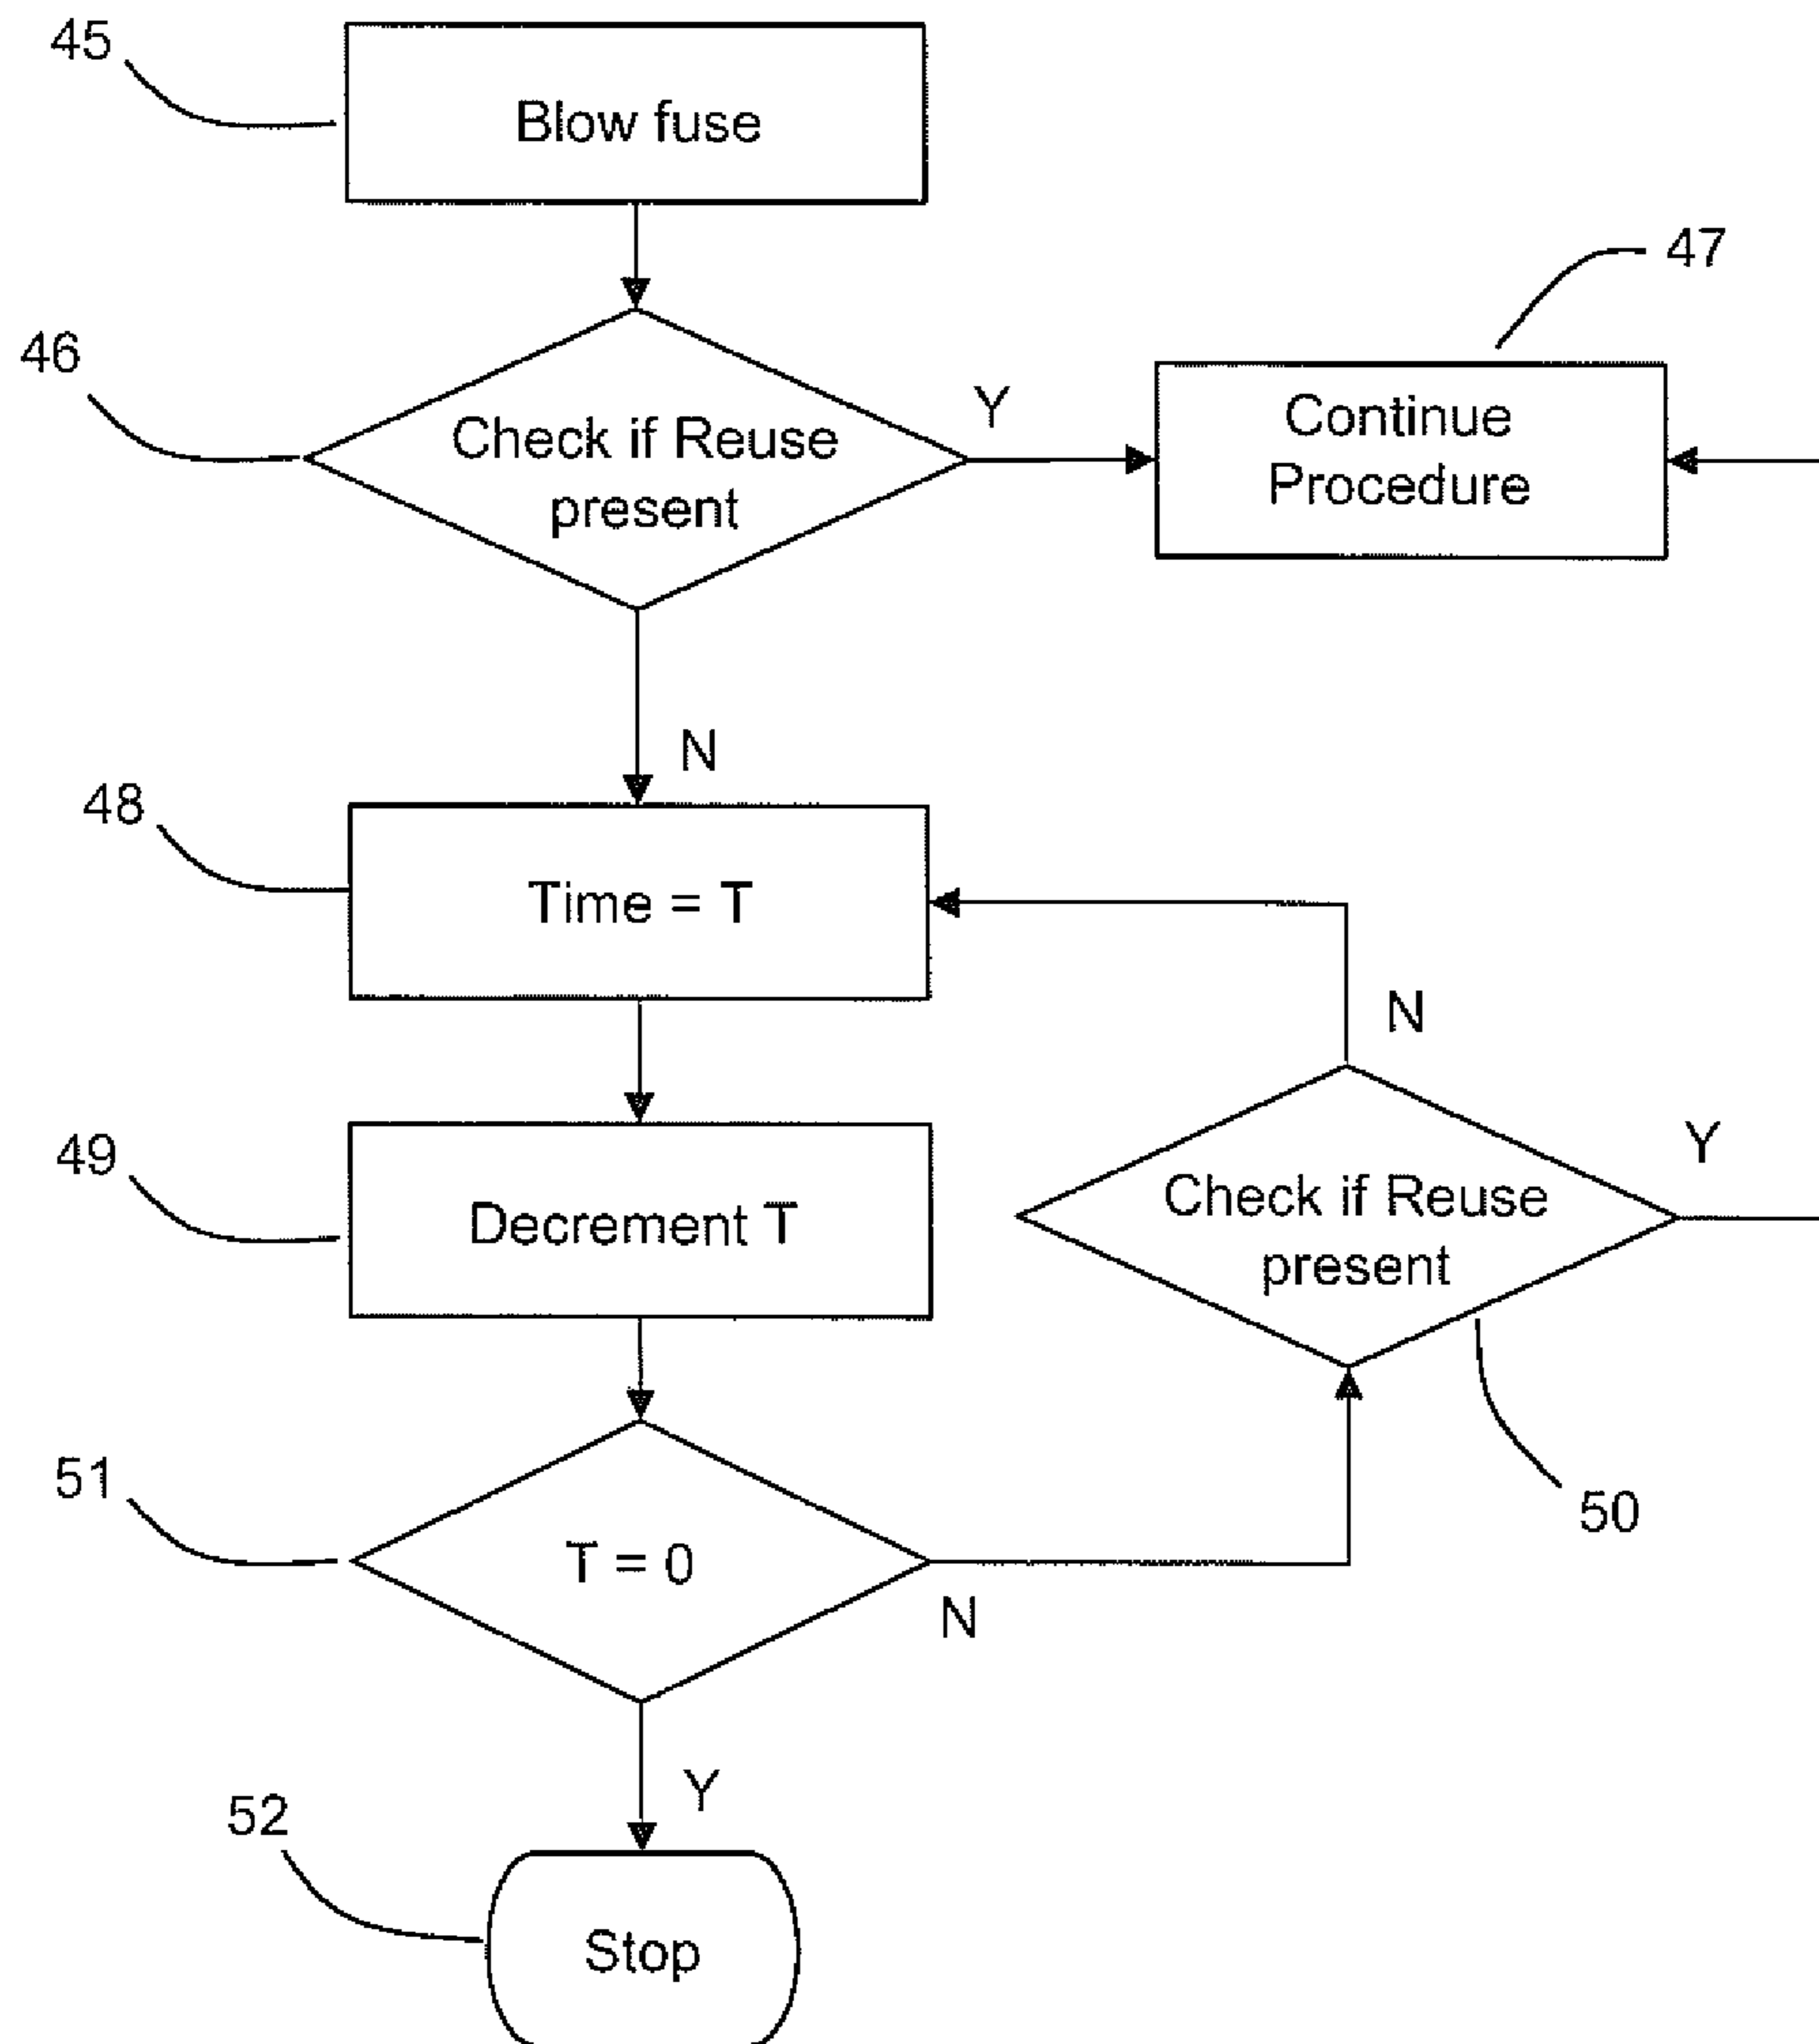 45
Blow fuse
47
46
Y
Check if Reuse
present
Continue
Procedure
N
48
Time = T
N
49
Decrement T
Y
Check if Reuse
present
51
T = 0
N
50
Y
52
Stop